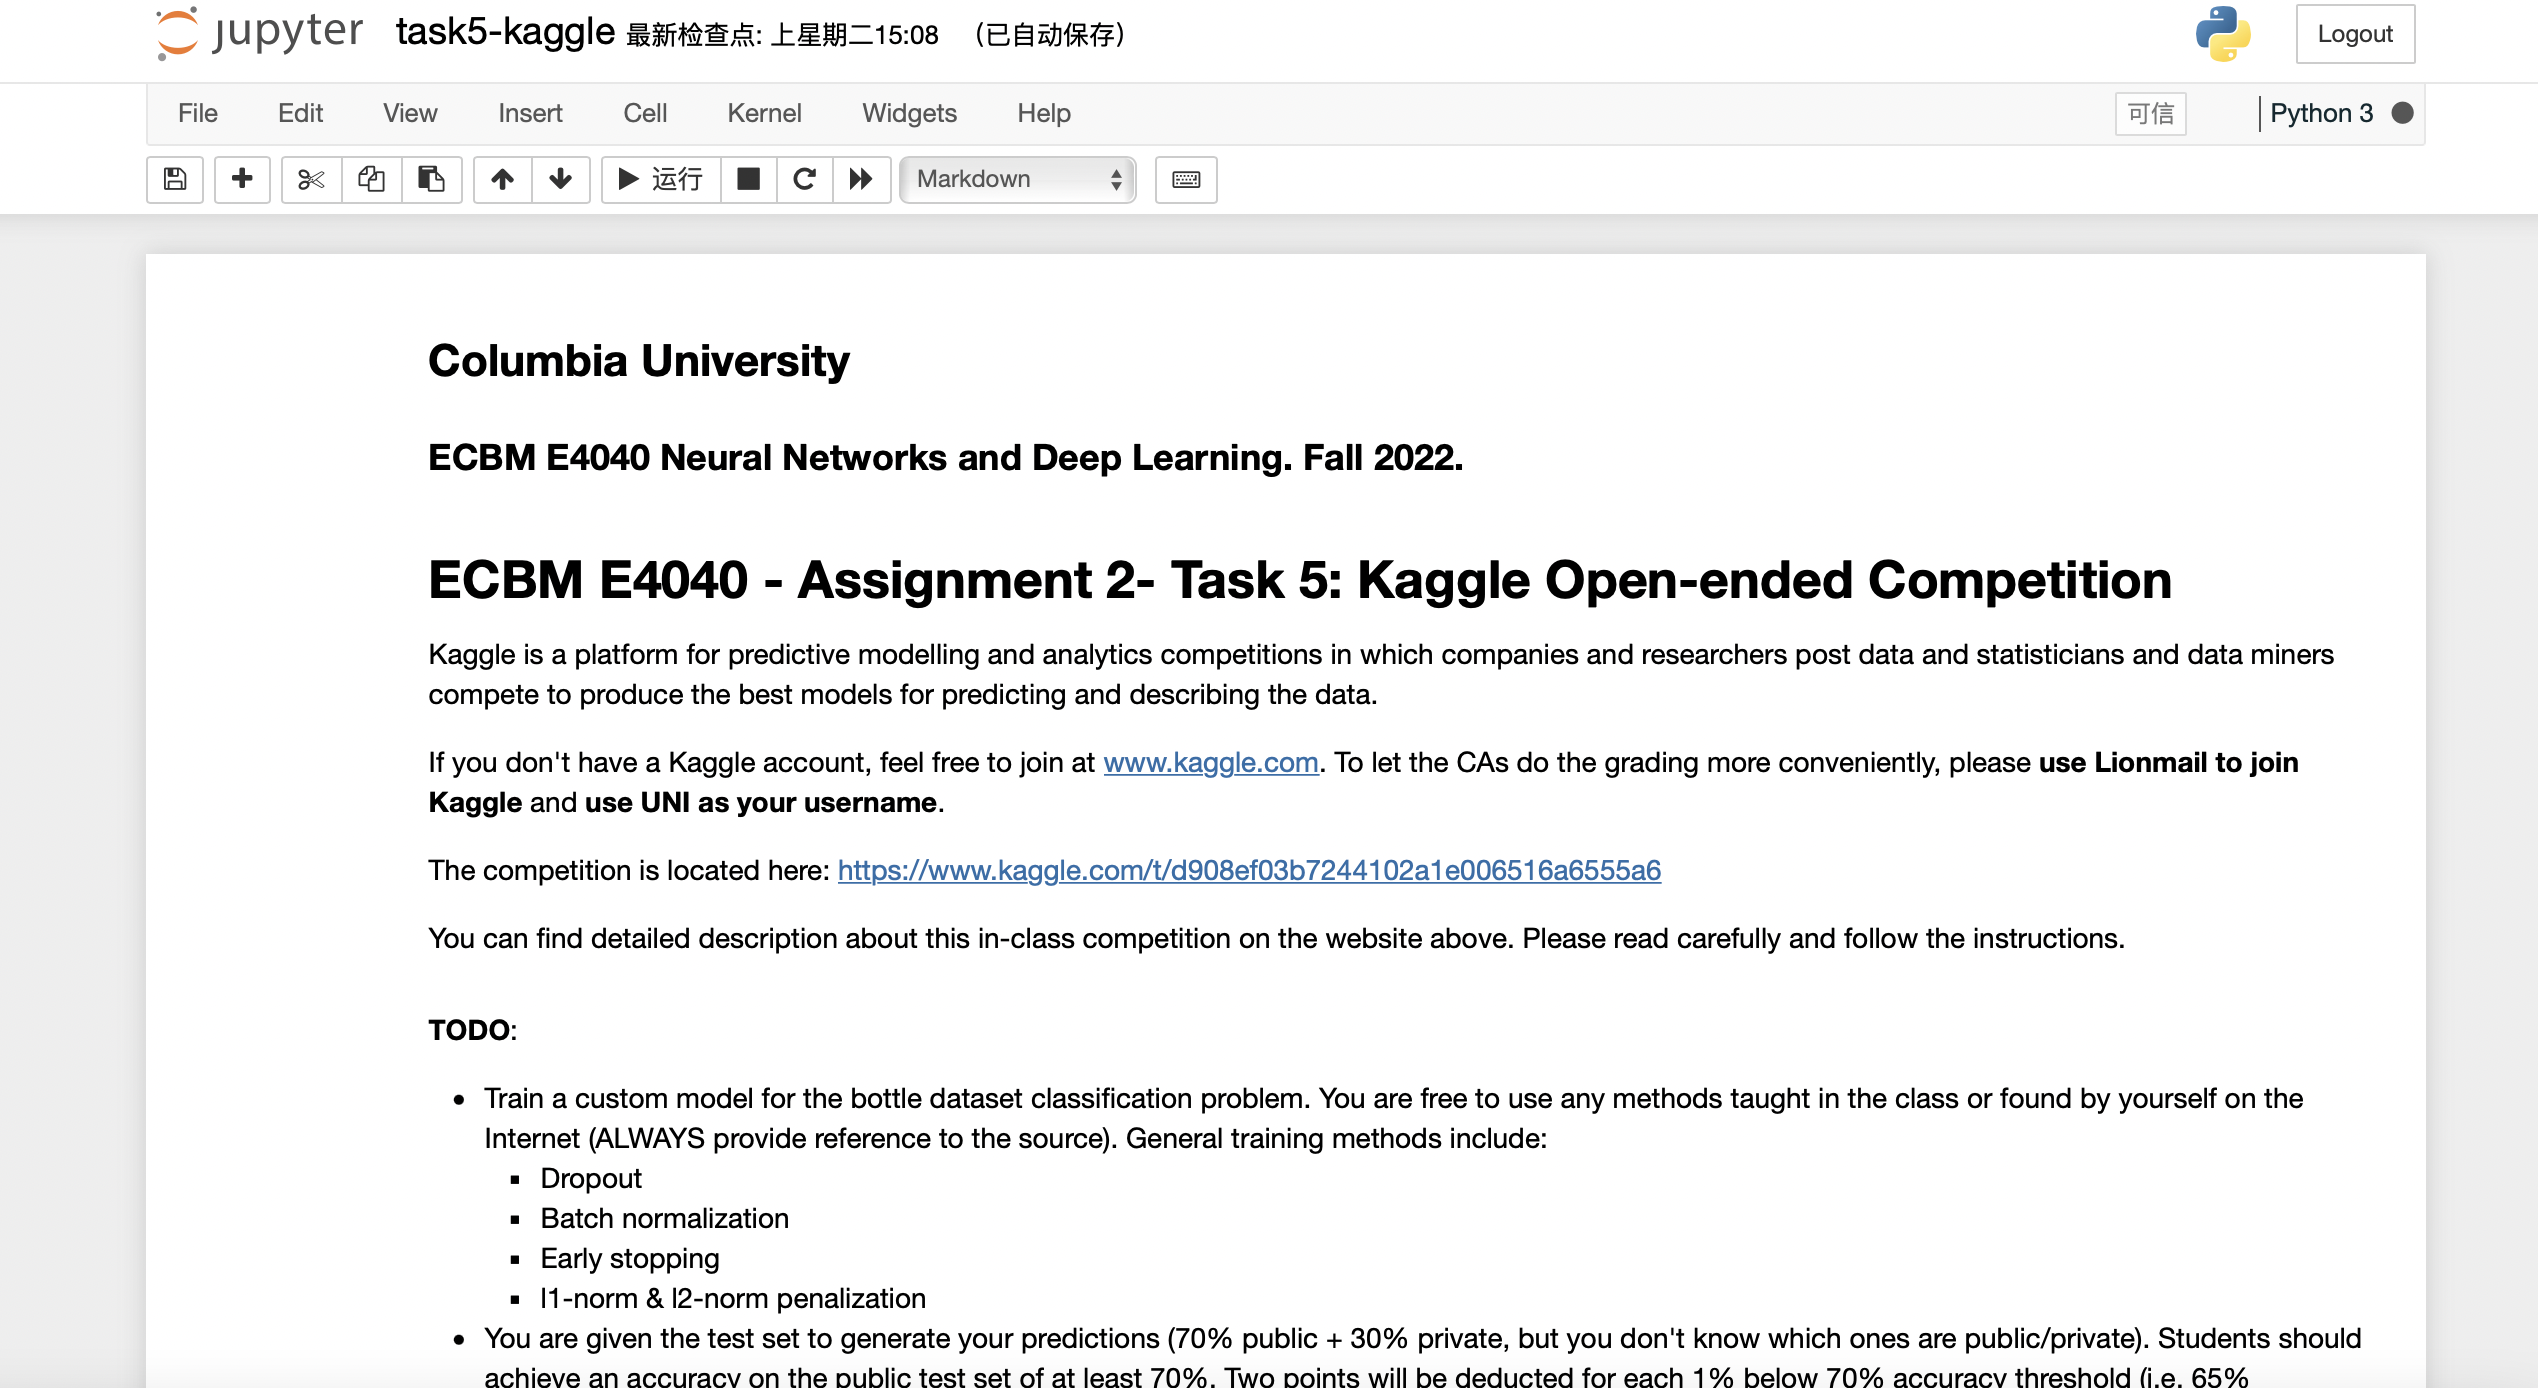 jupyter task5-kaggle 最新检查点: 上星期二15:08 （已自动保存） Logout
File Edit View Insert Cell Kernel Widgets Help 可信 Python 3
运行 Markdown
Columbia University
ECBM E4040 Neural Networks and Deep Learning. Fall 2022.
ECBM E4040 - Assignment 2- Task 5: Kaggle Open-ended Competition
Kaggle is a platform for predictive modelling and analytics competitions in which companies and researchers post data and statisticians and data miners
compete to produce the best models for predicting and describing the data.
If you don't have a Kaggle account, feel free to join at www.kaggle.com. To let the CAs do the grading more conveniently, please use Lionmail to join
Kaggle and use UNI as your username.
The competition is located here: https://www.kaggle.com/t/d908ef03b7244102a1e006516a6555a6
You can find detailed description about this in-class competition on the website above. Please read carefully and follow the instructions.
TODO:
• Train a custom model for the bottle dataset classification problem. You are free to use any methods taught in the class or found by yourself on the
Internet (ALWAYS provide reference to the source). General training methods include:
▪ Dropout
▪ Batch normalization
▪ Early stopping
▪ l1-norm & l2-norm penalization
• You are given the test set to generate your predictions (70% public + 30% private, but you don't know which ones are public/private). Students should
achieve an accuracy on the public test set of at least 70%. Two points will be deducted for each 1% below 70% accuracy threshold (i.e. 65%